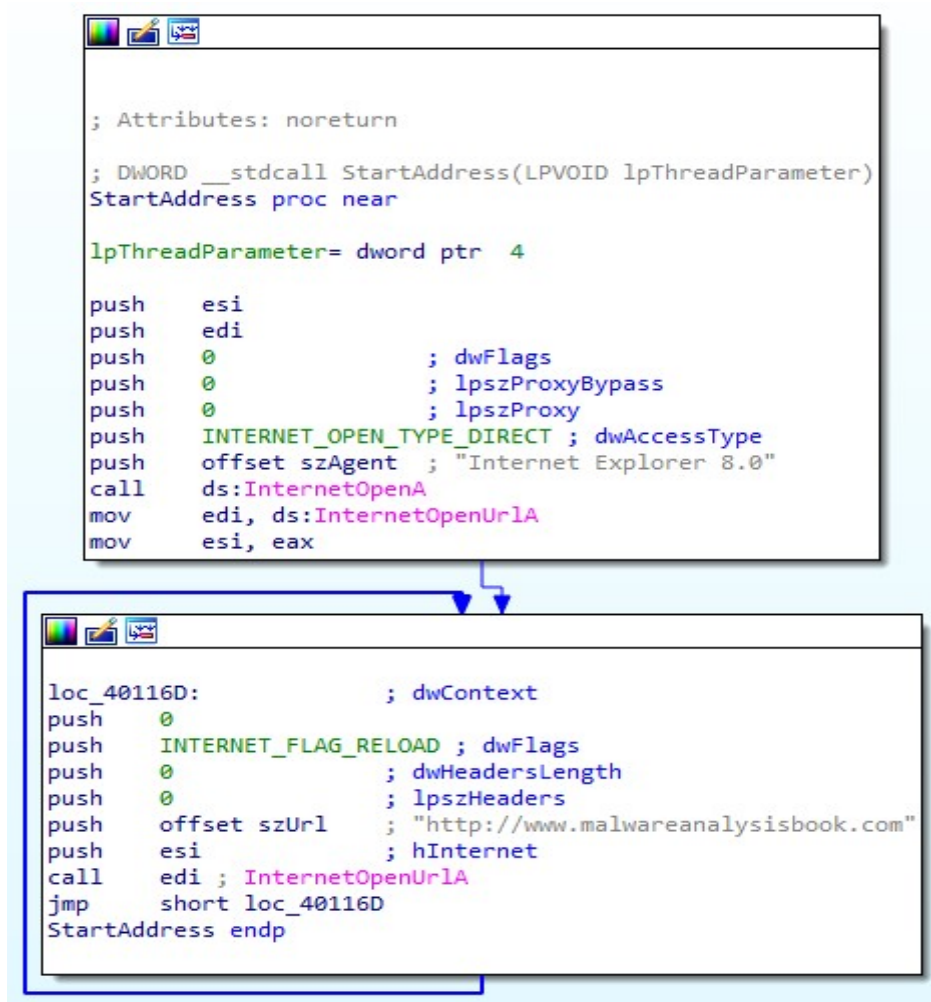 ; Attributes: noreturn
; DWORD __stdcall StartAddress(LPVOID lpThreadParameter)
StartAddress proc near
lpThreadParameter= dword ptr  4
push    esi
push    edi
push    0               ; dwFlags
push    0               ; lpszProxyBypass
push    0               ; lpszProxy
push    INTERNET_OPEN_TYPE_DIRECT ; dwAccessType
push    offset szAgent  ; "Internet Explorer 8.0"
call    ds:InternetOpenA
mov     edi, ds:InternetOpenUrlA
mov     esi, eax
loc_40116D:             ; dwContext
push    0
push    INTERNET_FLAG_RELOAD ; dwFlags
push    0               ; dwHeadersLength
push    0               ; lpszHeaders
push    offset szUrl    ; "http://www.malwareanalysisbook.com"
push    esi             ; hInternet
call    edi ; InternetOpenUrlA
jmp     short loc_40116D
StartAddress endp